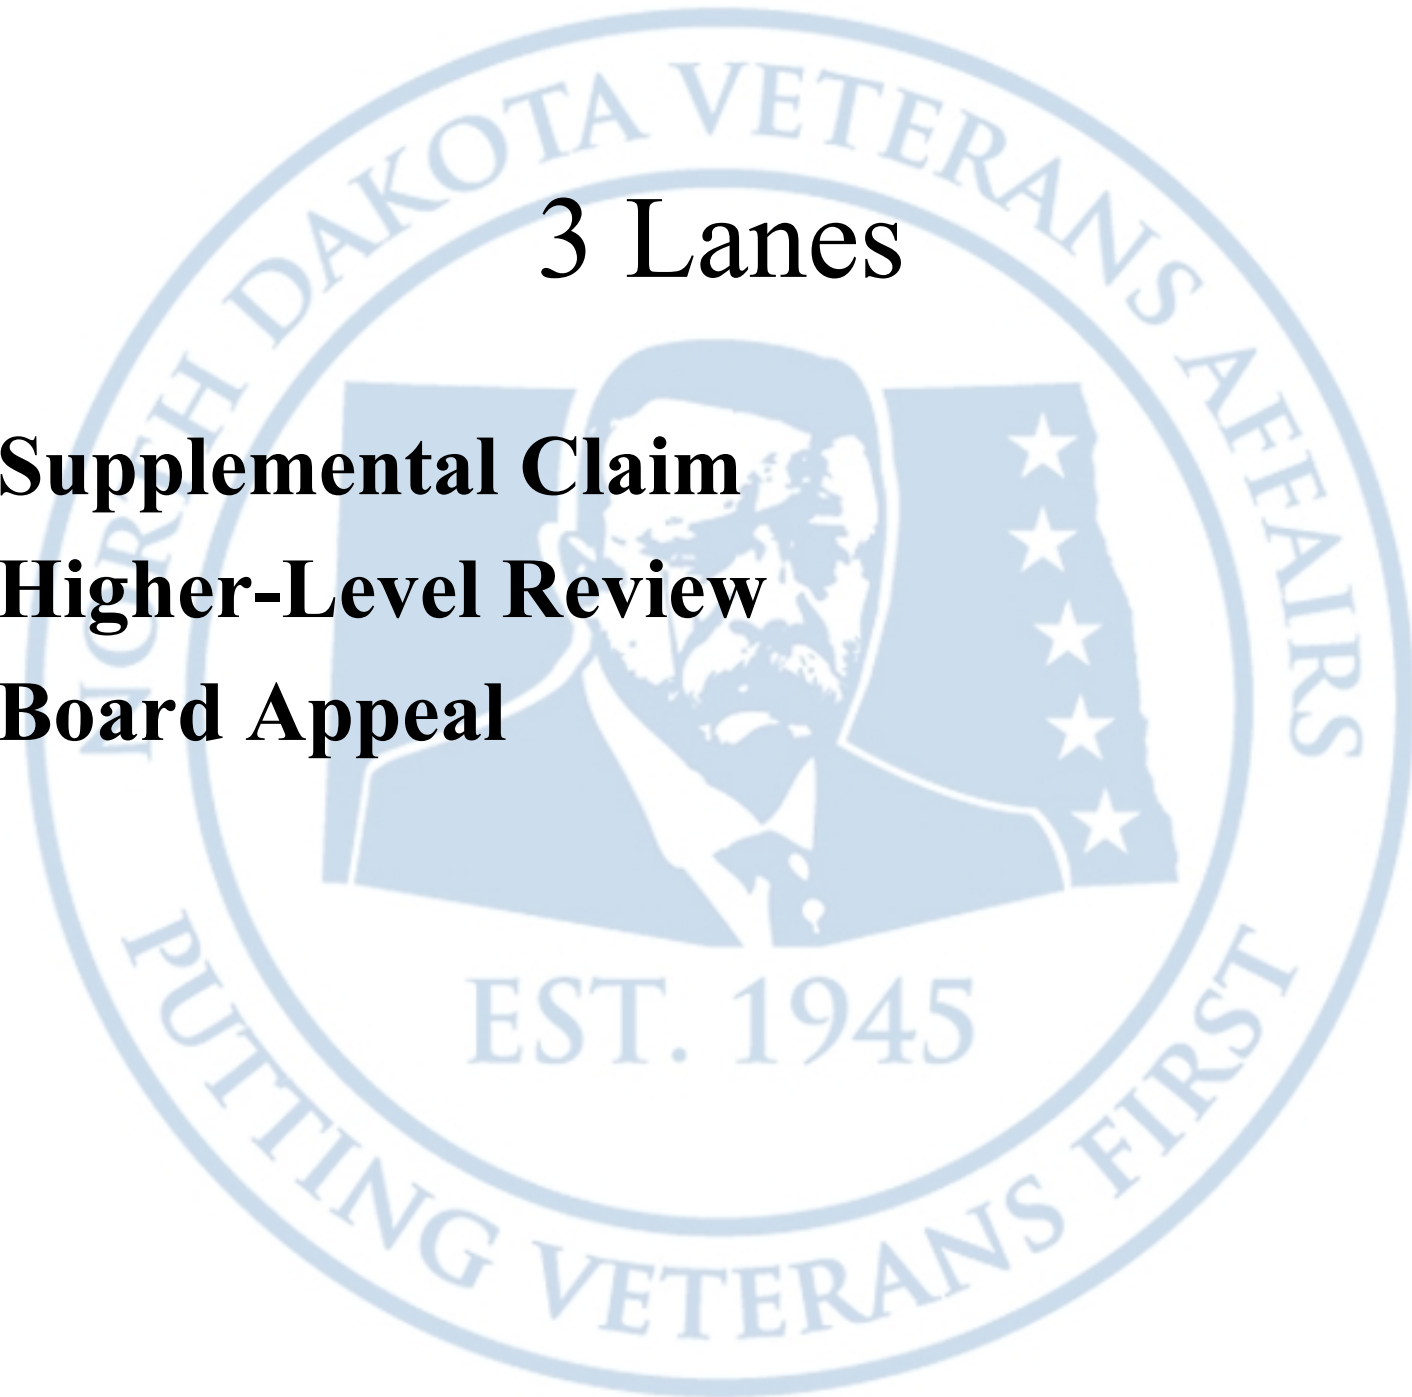 NORTH DAKOTA VETERANS AFFAIRS
3 Lanes
Supplemental Claim
Higher-Level Review
Board Appeal
EST. 1945
PUTTING VETERANS FIRST